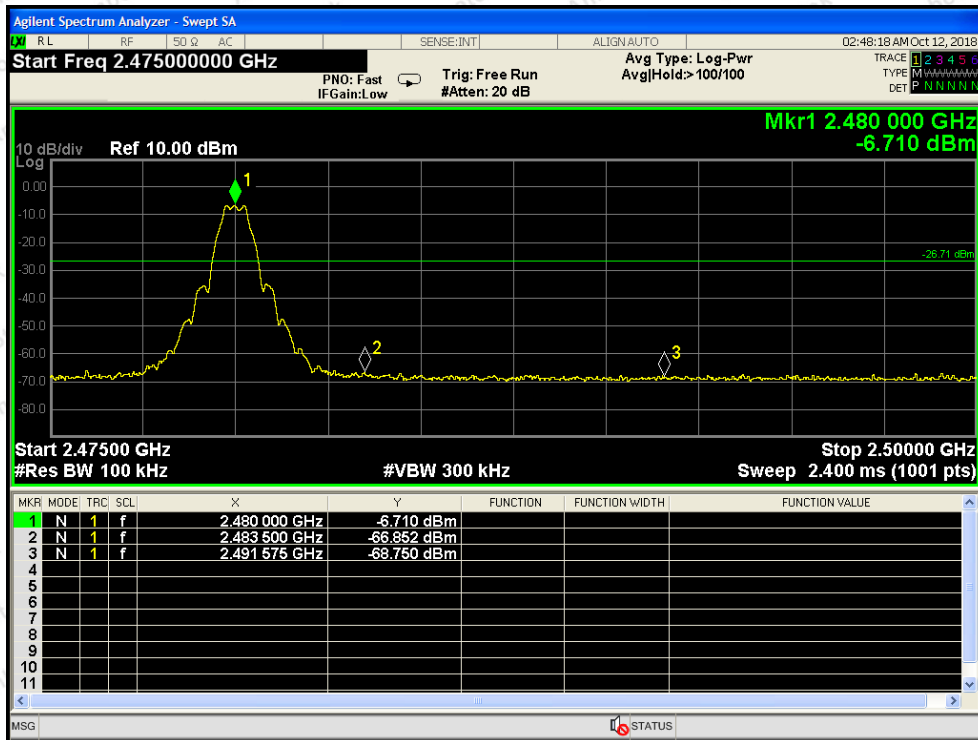 Agilent Spectrum Analyzer - Swept SA
LXI RL RF 50 Ω AC SENSE:INT ALIGN AUTO 02:48:18 AM Oct 12, 2018
Start Freq 2.475000000 GHz
PNO: Fast
IFGain:Low
Trig: Free Run
#Atten: 20 dB
Avg Type: Log-Pwr
Avg|Hold:>100/100
TRACE 1 2 3 4 5 6
TYPE MWWWWW
DET P N N N N N
Mkr1 2.480 000 GHz
-6.710 dBm
10 dB/div Ref 10.00 dBm
Log
0.00
-10.0
-20.0
-30.0
-40.0
-50.0
-60.0
-70.0
-80.0
1
-26.71 dBm
2
3
Start 2.47500 GHz Stop 2.50000 GHz
#Res BW 100 kHz #VBW 300 kHz Sweep 2.400 ms (1001 pts)
MKR MODE TRC SCL X Y FUNCTION FUNCTION WIDTH FUNCTION VALUE
1 N 1 f 2.480 000 GHz -6.710 dBm
2 N 1 f 2.483 500 GHz -66.852 dBm
3 N 1 f 2.491 575 GHz -68.750 dBm
4
5
6
7
8
9
10
11
MSG STATUS